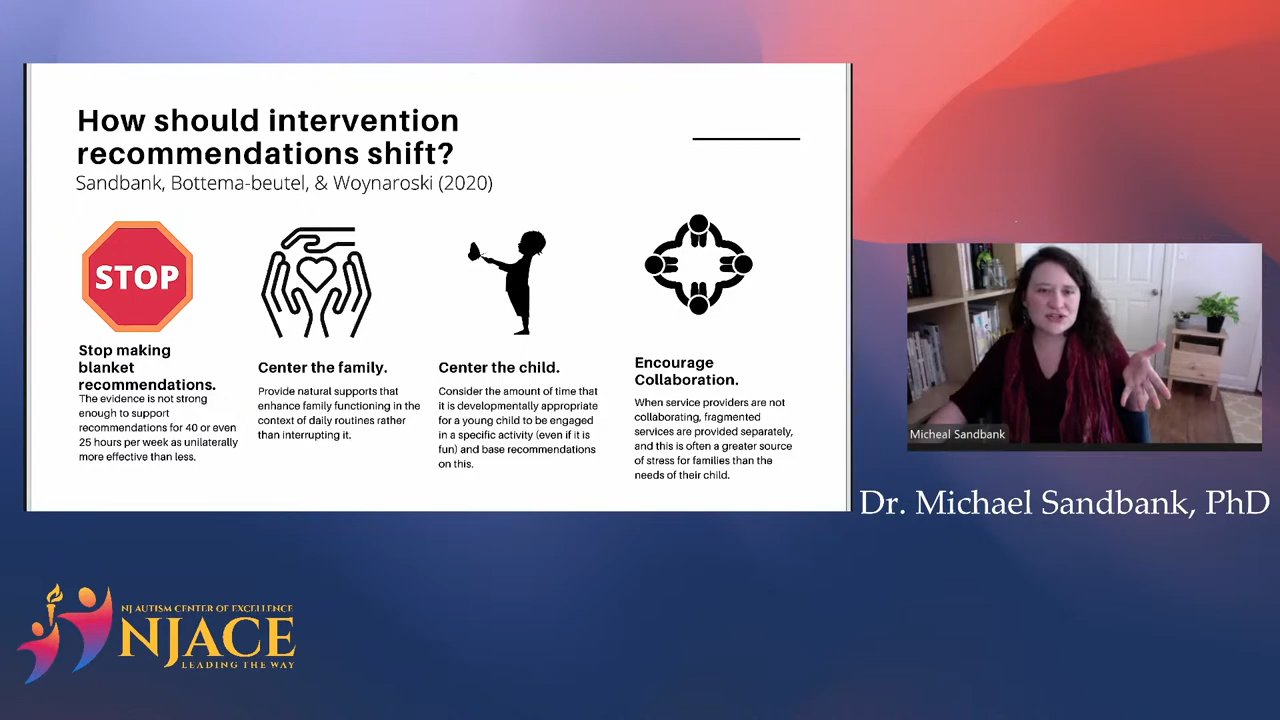 How should intervention
recommendations shift?
Sandbank, Bottema-beutel, & Woynaroski (2020)
STOP
Stop making
blanket
recommendations.
The evidence is not strong
enough to support
recommendations for 40 or even
25 hours per week as unilaterally
more effective than less.
Center the family.
Provide natural supports that
enhance family functioning in the
context of daily routines rather
than interrupting it.
Center the child.
Consider the amount of time that
it is developmentally appropriate
for a young child to be engaged
in a specific activity (even if it is
fun) and base recommendations
on this.
Encourage
Collaboration.
When service providers are not
collaborating, fragmented
services are provided separately,
and this is often a greater source
of stress for families than the
needs of their child.
Micheal Sandbank
Dr. Michael Sandbank, PhD
NJ AUTISM CENTER OF EXCELLENCE
NJACE
LEADING THE WAY